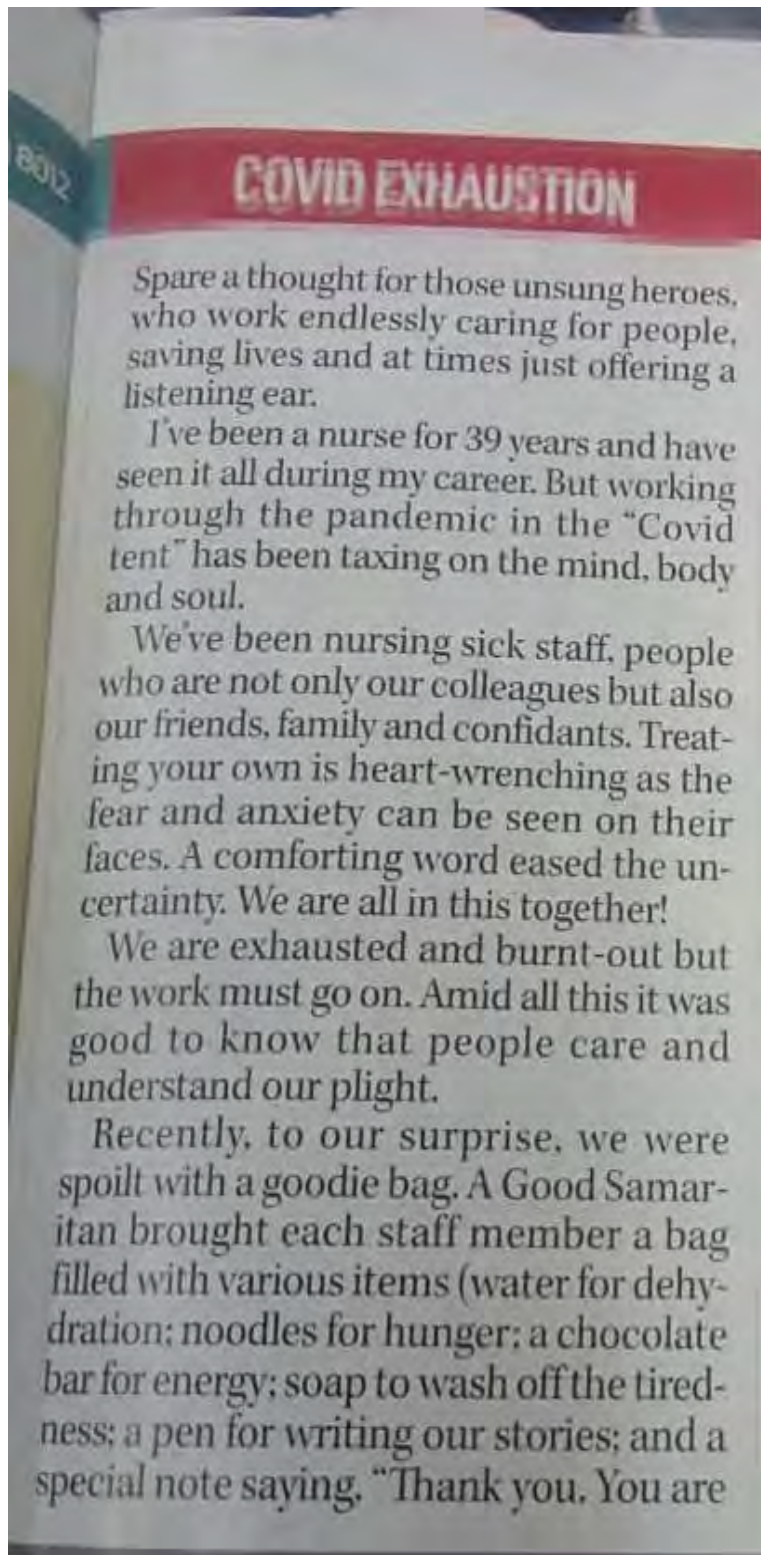 8012
COVID EXHAUSTION
Spare a thought for those unsung heroes,
who work endlessly caring for people,
saving lives and at times just offering a
listening ear.
I've been a nurse for 39 years and have
seen it all during my career. But working
through the pandemic in the “Covid
tent” has been taxing on the mind, body
and soul.
We've been nursing sick staff, people
who are not only our colleagues but also
our friends, family and confidants. Treat-
ing your own is heart-wrenching as the
fear and anxiety can be seen on their
faces. A comforting word eased the un-
certainty. We are all in this together!
We are exhausted and burnt-out but
the work must go on. Amid all this it was
good to know that people care and
understand our plight.
Recently, to our surprise, we were
spoilt with a goodie bag. A Good Samar-
itan brought each staff member a bag
filled with various items (water for dehy-
dration; noodles for hunger; a chocolate
bar for energy; soap to wash off the tired-
ness; a pen for writing our stories; and a
special note saying, “Thank you. You are